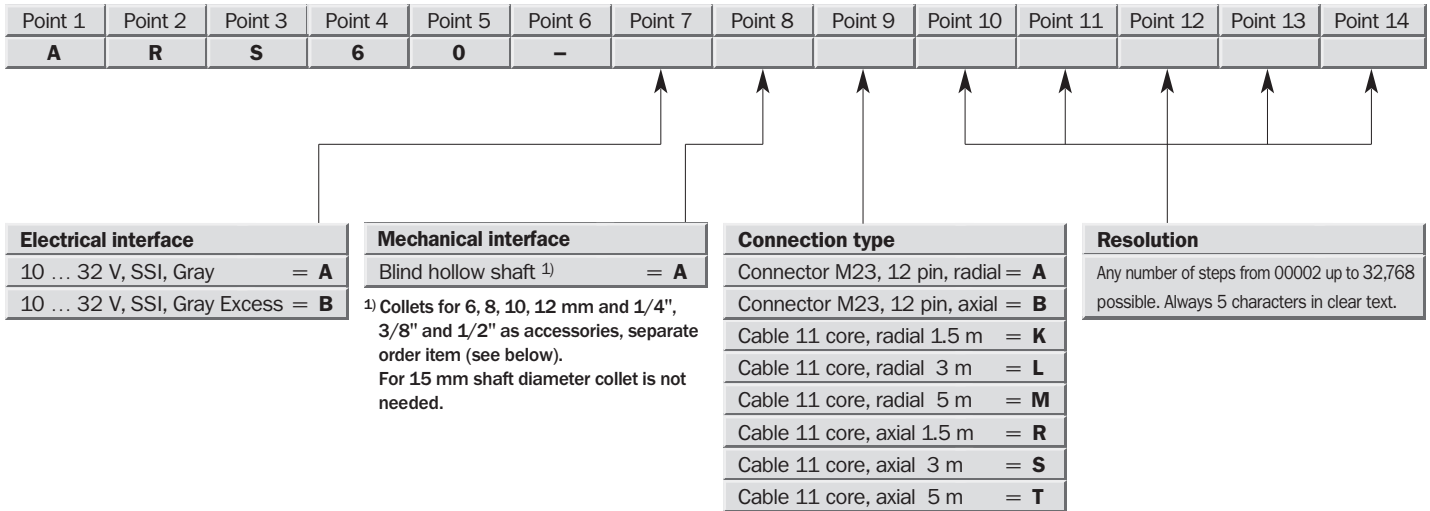 Point 1 Point 2 Point 3 Point 4 Point 5 Point 6 Point 7 Point 8 Point 9 Point 10 Point 11 Point 12 Point 13 Point 14
A R S 6 0 –
Electrical interface
10 … 32 V, SSI, Gray = A
10 … 32 V, SSI, Gray Excess = B
Mechanical interface
Blind hollow shaft 1) = A
1) Collets for 6, 8, 10, 12 mm and 1/4",
3/8" and 1/2" as accessories, separate
order item (see below).
For 15 mm shaft diameter collet is not
needed.
Connection type
Connector M23, 12 pin, radial = A
Connector M23, 12 pin, axial = B
Cable 11 core, radial 1.5 m = K
Cable 11 core, radial 3 m = L
Cable 11 core, radial 5 m = M
Cable 11 core, axial 1.5 m = R
Cable 11 core, axial 3 m = S
Cable 11 core, axial 5 m = T
Resolution
Any number of steps from 00002 up to 32,768
possible. Always 5 characters in clear text.